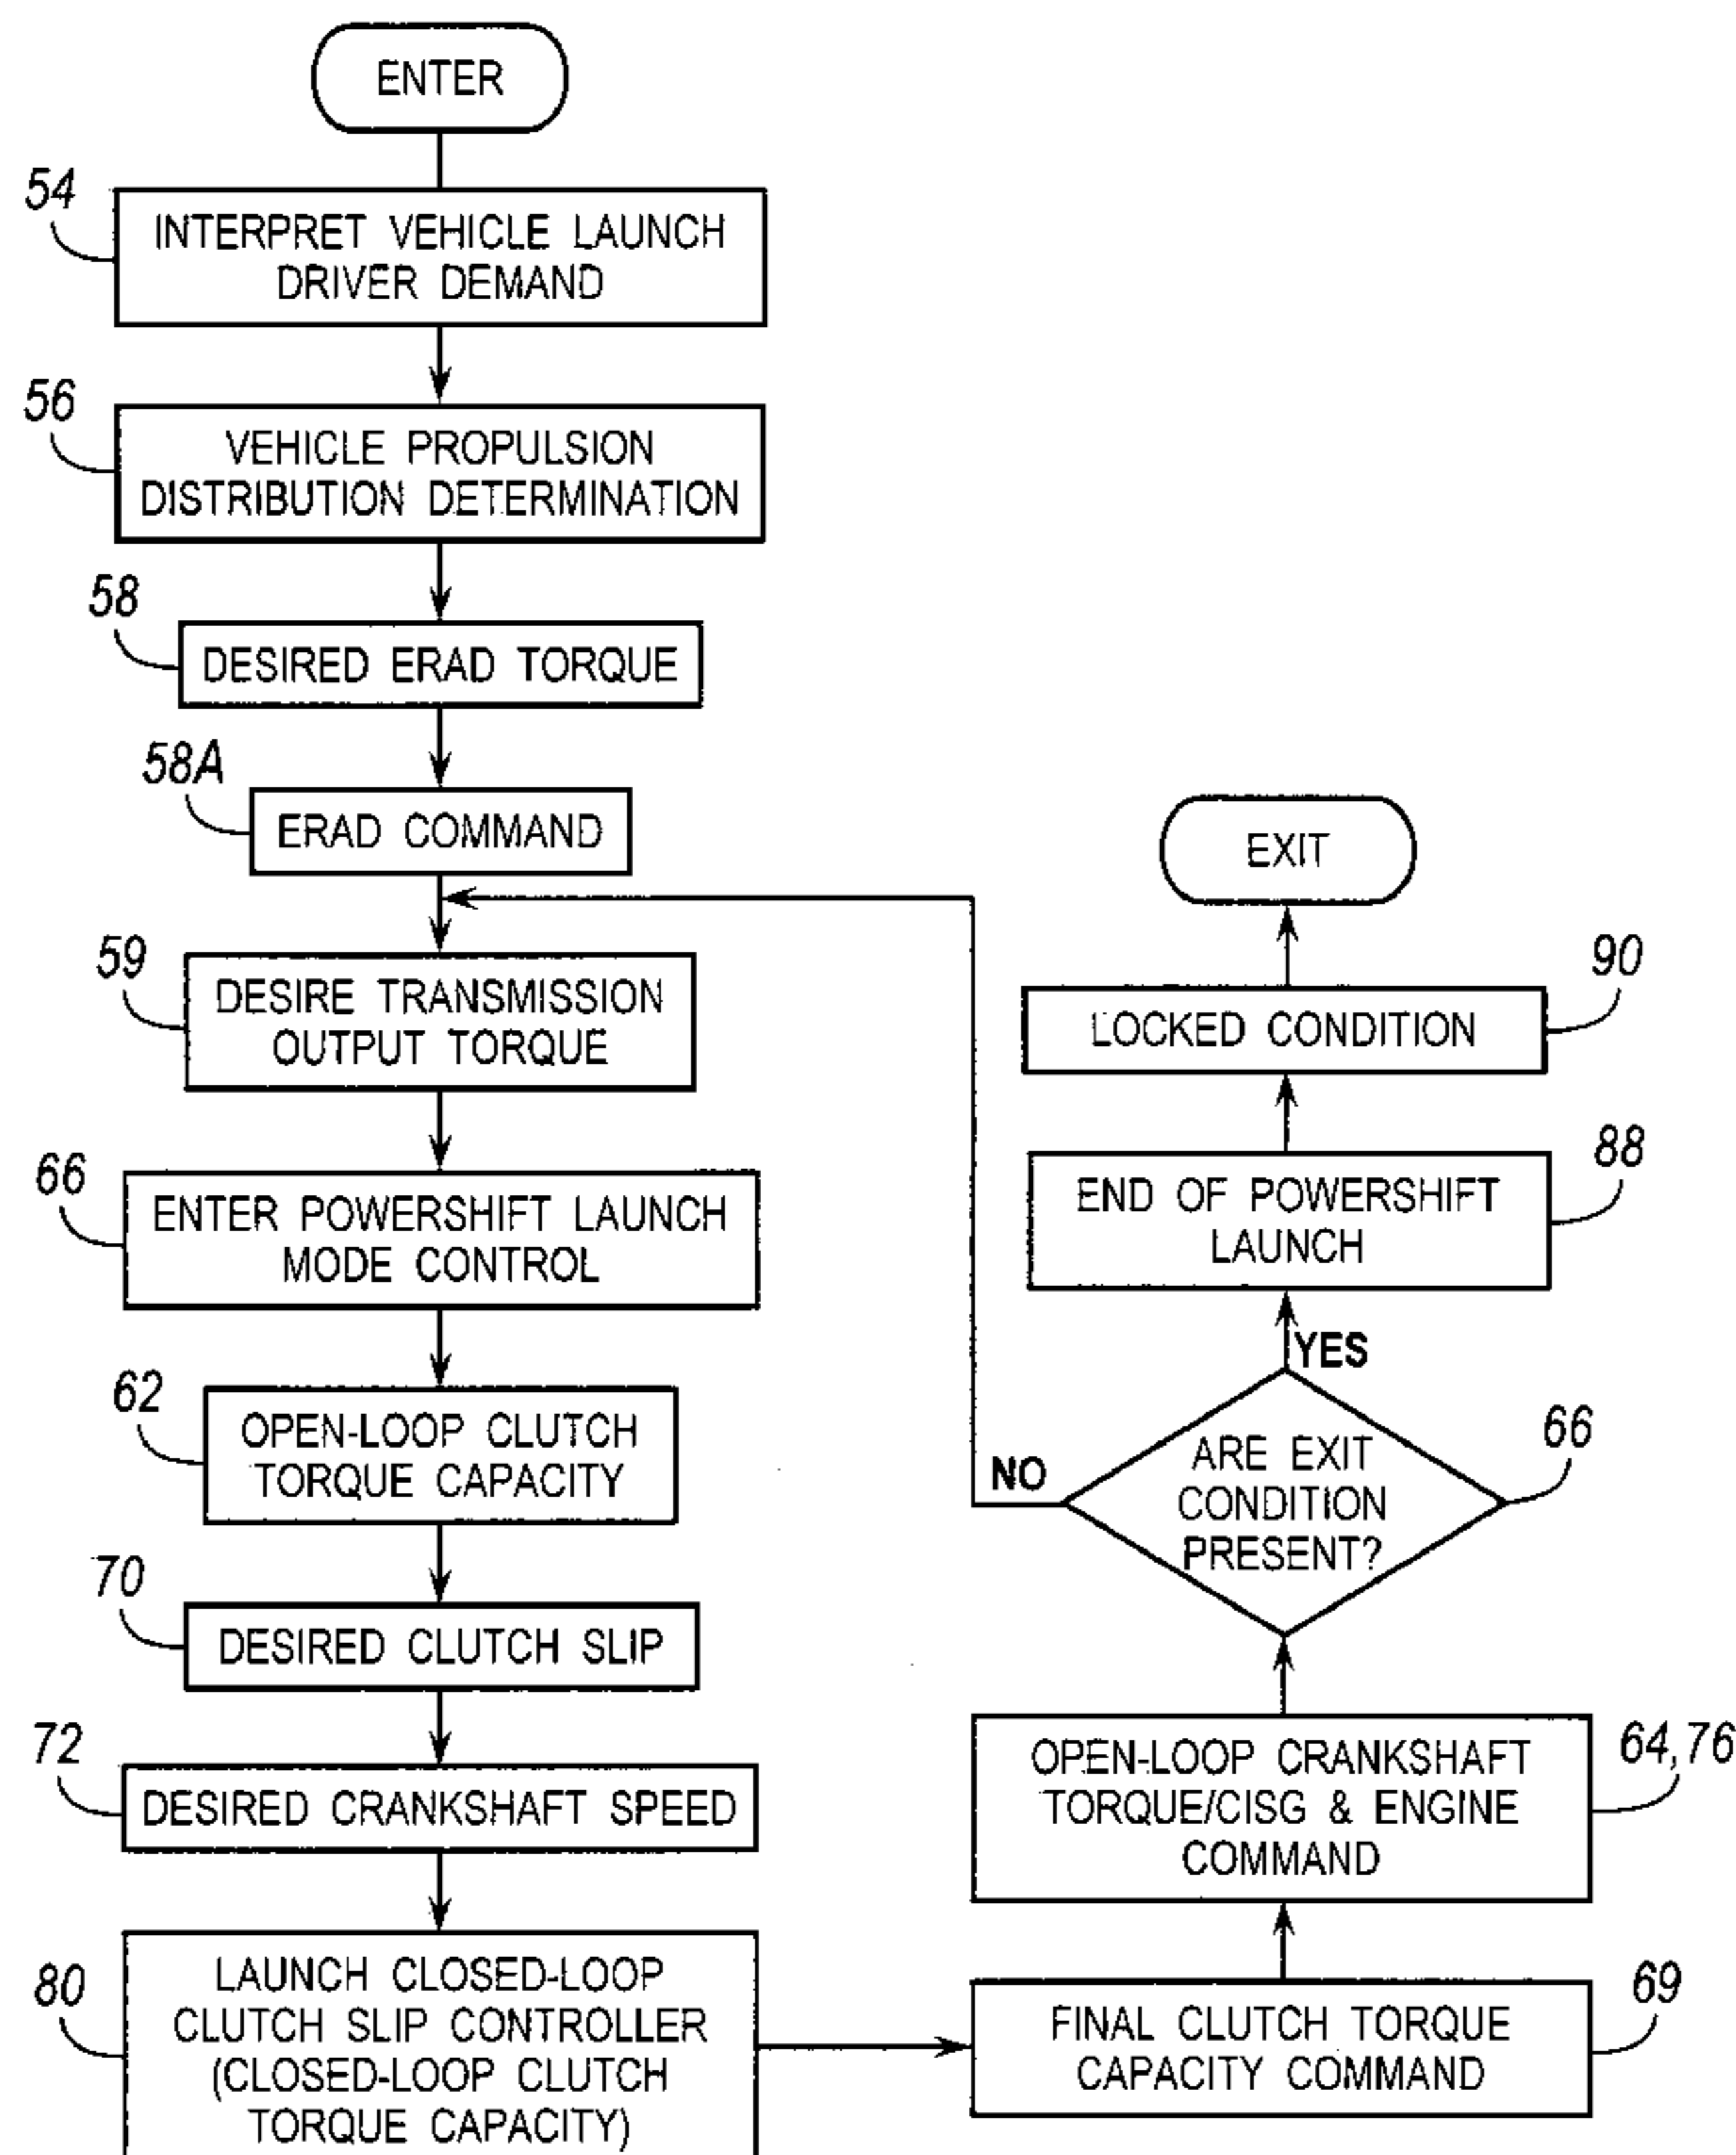 ENTER
54
INTERPRET VEHICLE LAUNCH
DRIVER DEMAND
56
VEHICLE PROPULSION
DISTRIBUTION DETERMINATION
58
DESIRED ERAD TORQUE
58A
ERAD COMMAND
59
DESIRE TRANSMISSION
OUTPUT TORQUE
66
ENTER POWERSHIFT LAUNCH
MODE CONTROL
62
OPEN-LOOP CLUTCH
TORQUE CAPACITY
70
DESIRED CLUTCH SLIP
72
DESIRED CRANKSHAFT SPEED
80
LAUNCH CLOSED-LOOP
CLUTCH SLIP CONTROLLER
(CLOSED-LOOP CLUTCH
TORQUE CAPACITY)
69
FINAL CLUTCH TORQUE
CAPACITY COMMAND
64,76
OPEN-LOOP CRANKSHAFT
TORQUE/CISG & ENGINE
COMMAND
66
ARE EXIT
CONDITION
PRESENT?
NO
YES
88
END OF POWERSHIFT
LAUNCH
90
LOCKED CONDITION
EXIT